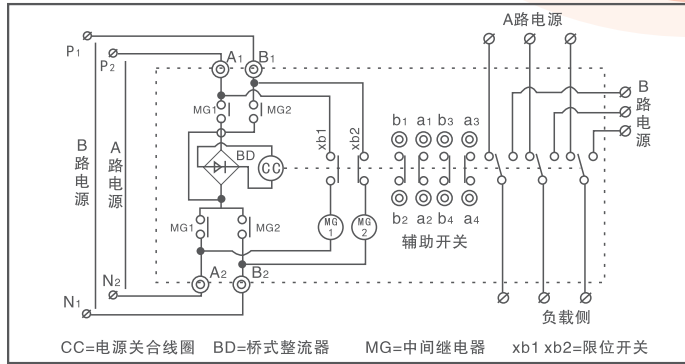 A路电源
P1
P2
A1
B1
B路电源
MG1
MG2
xb1
xb2
b1 a1 b3 a3
B路电源
A路电源
BD
CC
b2 a2 b4 a4
辅助开关
MG1
MG2
MG 1
MG 2
N2
A2
B2
N1
负载侧
CC=电源关合线圈 BD=桥式整流器 MG=中间继电器 xb1 xb2=限位开关